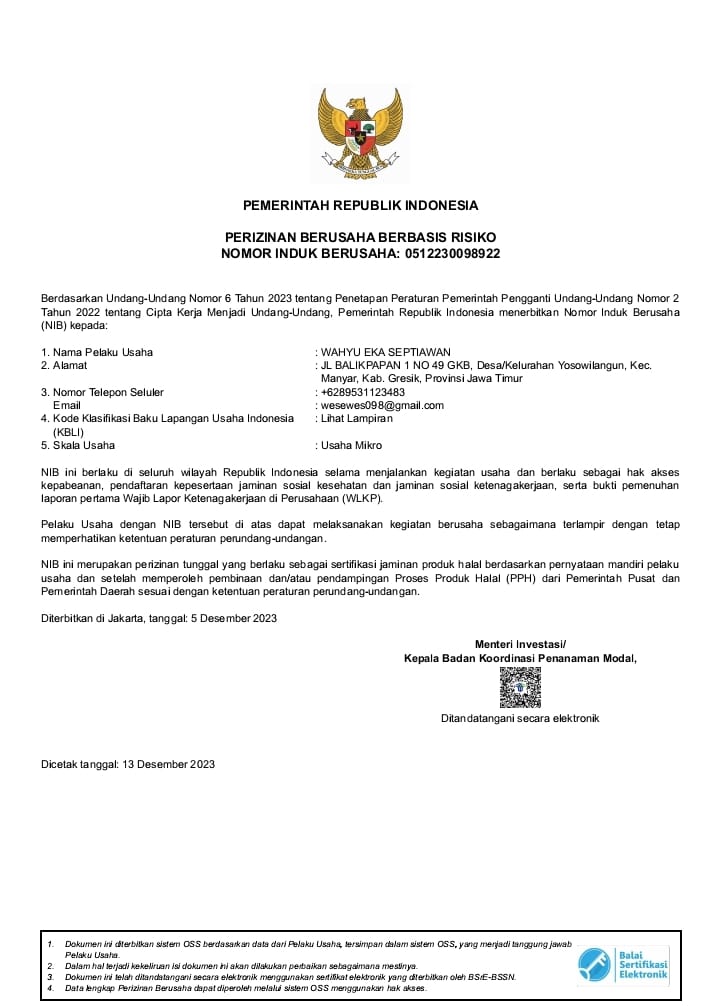 PEMERINTAH REPUBLIK INDONESIA
PERIZINAN BERUSAHA BERBASIS RISIKO
NOMOR INDUK BERUSAHA: 0512230098922
Berdasarkan Undang-Undang Nomor 6 Tahun 2023 tentang Penetapan Peraturan Pemerintah Pengganti Undang-Undang Nomor 2
Tahun 2022 tentang Cipta Kerja Menjadi Undang-Undang, Pemerintah Republik Indonesia menerbitkan Nomor Induk Berusaha
(NIB) kepada:
1. Nama Pelaku Usaha : WAHYU EKA SEPTIAWAN
2. Alamat : JL BALIKPAPAN 1 NO 49 GKB, Desa/Kelurahan Yosowilangun, Kec.
Manyar, Kab. Gresik, Provinsi Jawa Timur
3. Nomor Telepon Seluler : +6289531123483
Email : wesewes098@gmail.com
4. Kode Klasifikasi Baku Lapangan Usaha Indonesia : Lihat Lampiran
(KBLI)
5. Skala Usaha : Usaha Mikro
NIB ini berlaku di seluruh wilayah Republik Indonesia selama menjalankan kegiatan usaha dan berlaku sebagai hak akses
kepabeanan, pendaftaran kepesertaan jaminan sosial kesehatan dan jaminan sosial ketenagakerjaan, serta bukti pemenuhan
laporan pertama Wajib Lapor Ketenagakerjaan di Perusahaan (WLKP).
Pelaku Usaha dengan NIB tersebut di atas dapat melaksanakan kegiatan berusaha sebagaimana terlampir dengan tetap
memperhatikan ketentuan peraturan perundang-undangan.
NIB ini merupakan perizinan tunggal yang berlaku sebagai sertifikasi jaminan produk halal berdasarkan pernyataan mandiri pelaku
usaha dan setelah memperoleh pembinaan dan/atau pendampingan Proses Produk Halal (PPH) dari Pemerintah Pusat dan
Pemerintah Daerah sesuai dengan ketentuan peraturan perundang-undangan.
Diterbitkan di Jakarta, tanggal: 5 Desember 2023
Menteri Investasi/
Kepala Badan Koordinasi Penanaman Modal,
Ditandatangani secara elektronik
Dicetak tanggal: 13 Desember 2023
1. Dokumen ini diterbitkan sistem OSS berdasarkan data dari Pelaku Usaha, tersimpan dalam sistem OSS, yang menjadi tanggung jawab
Pelaku Usaha.
2. Dalam hal terjadi kekeliruan isi dokumen ini akan dilakukan perbaikan sebagaimana mestinya.
3. Dokumen ini telah ditandatangani secara elektronik menggunakan sertifikat elektronik yang diterbitkan oleh BSrE-BSSN.
4. Data lengkap Perizinan Berusaha dapat diperoleh melalui sistem OSS menggunakan hak akses.
Balai
Sertifikasi
Elektronik